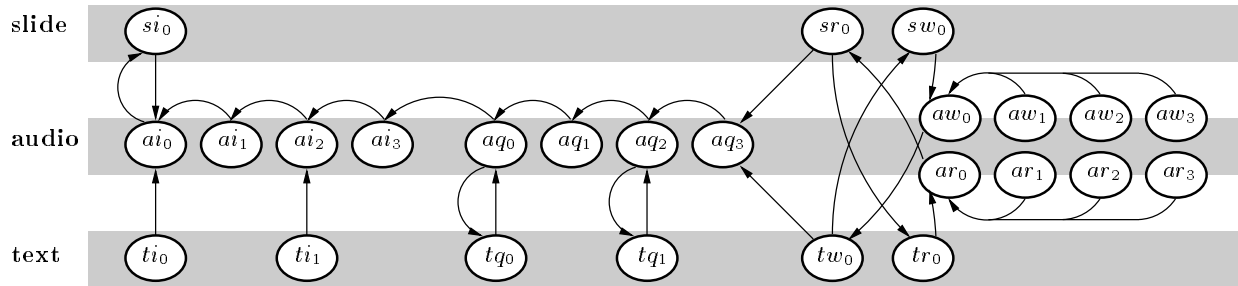 slide si₀ sr₀ sw₀
aw₀ aw₁ aw₂ aw₃
audio ai₀ ai₁ ai₂ ai₃ aq₀ aq₁ aq₂ aq₃
ar₀ ar₁ ar₂ ar₃
text ti₀ ti₁ tq₀ tq₁ tw₀ tr₀